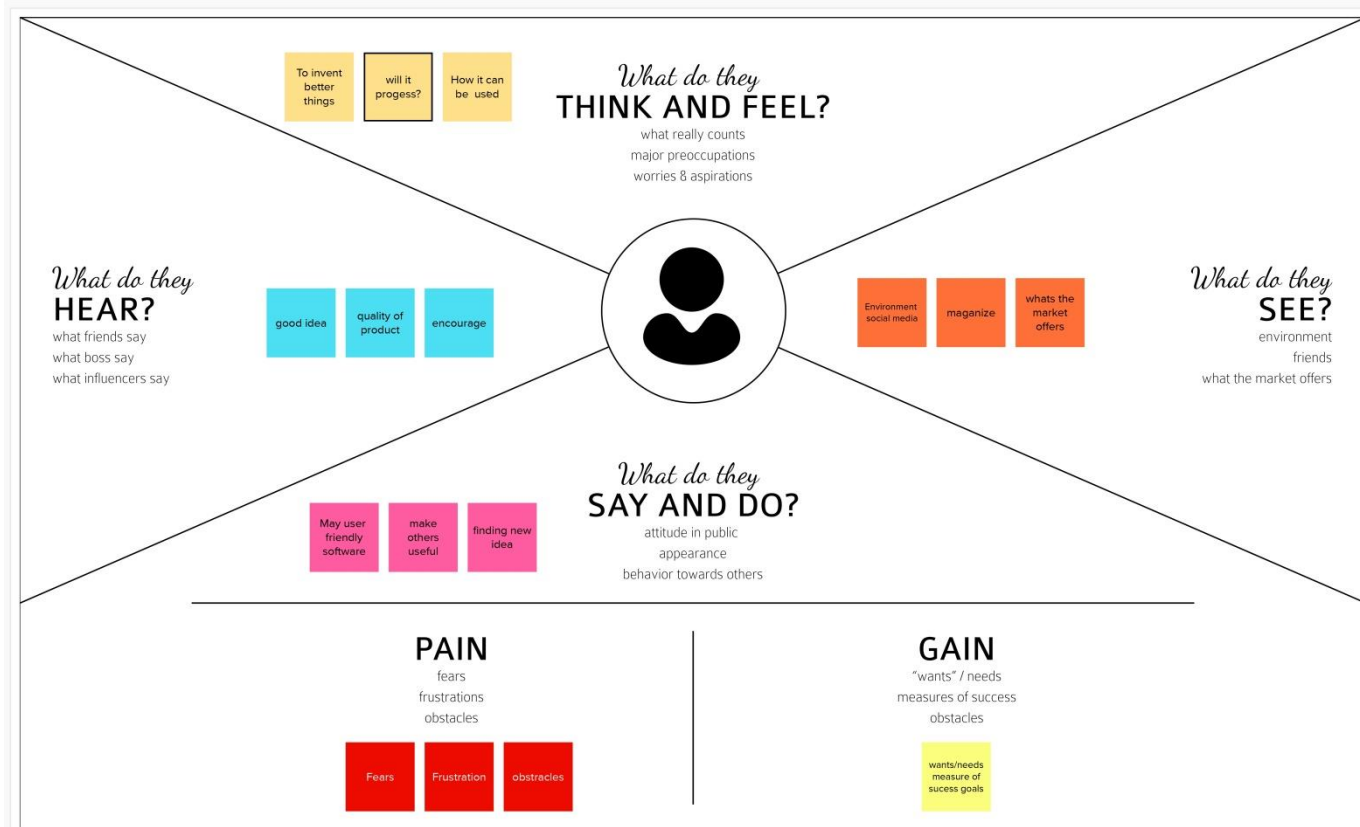 To invent
better
things
will it
progess?
How it can
be used
What do they
THINK AND FEEL?
what really counts
major preoccupations
worries & aspirations
What do they
HEAR?
what friends say
what boss say
what influencers say
good idea
quality of
product
encourage
Environment
social media
maganize
whats the
market
offers
What do they
SEE?
environment
friends
what the market offers
What do they
SAY AND DO?
attitude in public
appearance
behavior towards others
May user
friendly
software
make
others
useful
finding new
idea
PAIN
fears
frustrations
obstacles
Fears
Frustration
obstracles
GAIN
“wants” / needs
measures of success
obstacles
wants/needs
measure of
sucess goals